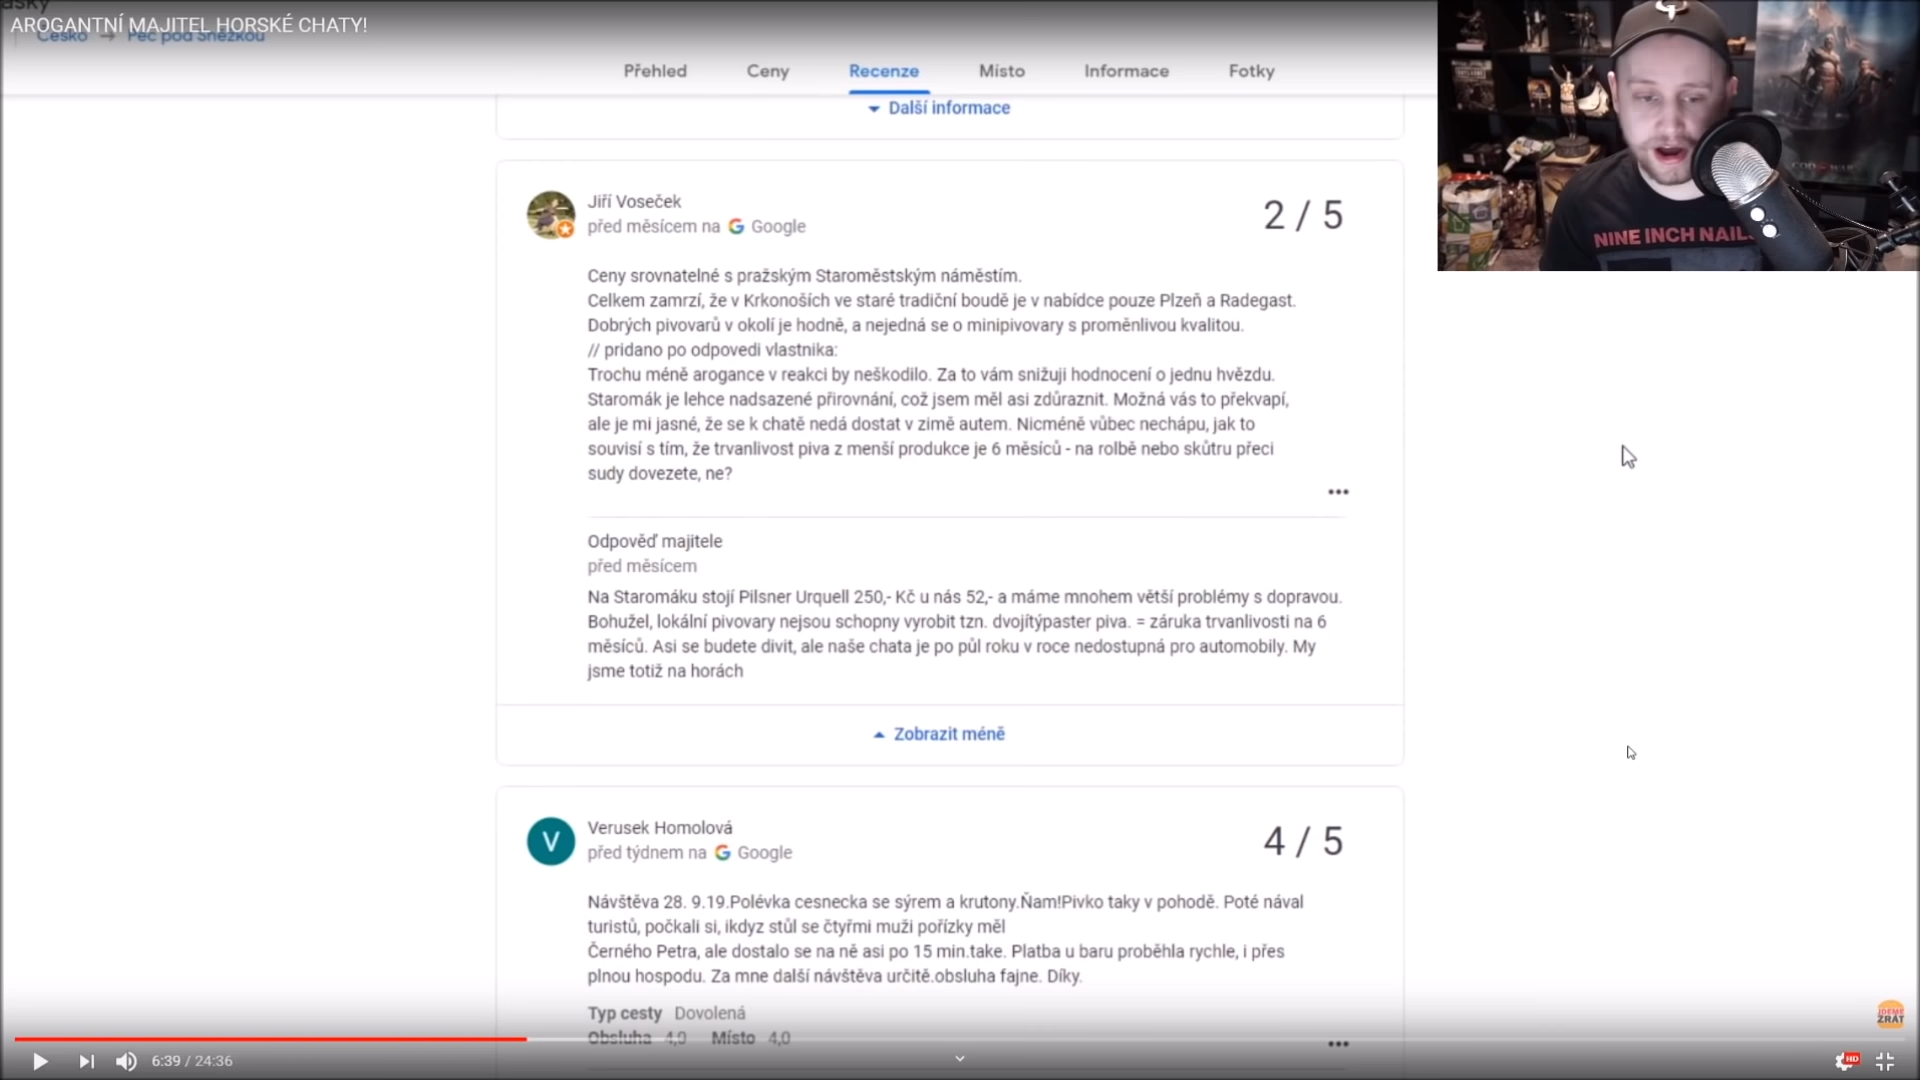 AROGANTNÍ MAJITEL HORSKÉ CHATY!
Česko → Pec pod Sněžkou
Přehled Ceny Recenze Místo Informace Fotky
Další informace
Jiří Voseček
před měsícem na Google
2 / 5
Ceny srovnatelné s pražským Staroměstským náměstím.
Celkem zamrzí, že v Krkonoších ve staré tradiční boudě je v nabídce pouze Plzeň a Radegast.
Dobrých pivovarů v okolí je hodně, a nejedná se o minipivovary s proměnlivou kvalitou.
// pridano po odpovedi vlastnika:
Trochu méně arogance v reakci by neškodilo. Za to vám snižuji hodnocení o jednu hvězdu.
Staromák je lehce nadsazené přirovnání, což jsem měl asi zdůraznit. Možná vás to překvapí,
ale je mi jasné, že se k chatě nedá dostat v zimě autem. Nicméně vůbec nechápu, jak to
souvisí s tím, že trvanlivost piva z menší produkce je 6 měsíců - na rolbě nebo skůtru přeci
sudy dovezete, ne?
Odpověď majitele
před měsícem
Na Staromáku stojí Pilsner Urquell 250,- Kč u nás 52,- a máme mnohem větší problémy s dopravou.
Bohužel, lokální pivovary nejsou schopny vyrobit tzn. dvojítýpaster piva. = záruka trvanlivosti na 6
měsíců. Asi se budete divit, ale naše chata je po půl roku v roce nedostupná pro automobily. My
jsme totiž na horách
Zobrazit méně
V
Verusek Homolová
před týdnem na Google
4 / 5
Návštěva 28. 9.19.Polévka cesnecka se sýrem a krutony.Ňam!Pivko taky v pohodě. Poté nával
turistů, počkali si, ikdyz stůl se čtyřmi muži pořízky měl
Černého Petra, ale dostalo se na ně asi po 15 min.take. Platba u baru proběhla rychle, i přes
plnou hospodu. Za mne další návštěva určitě.obsluha fajne. Díky.
Typ cesty Dovolená
Obsluha 4,0 Místo 4,0
NINE INCH NAILS
GOD OF WAR
JDEME
ŽRÁT
6:39 / 24:36
HD